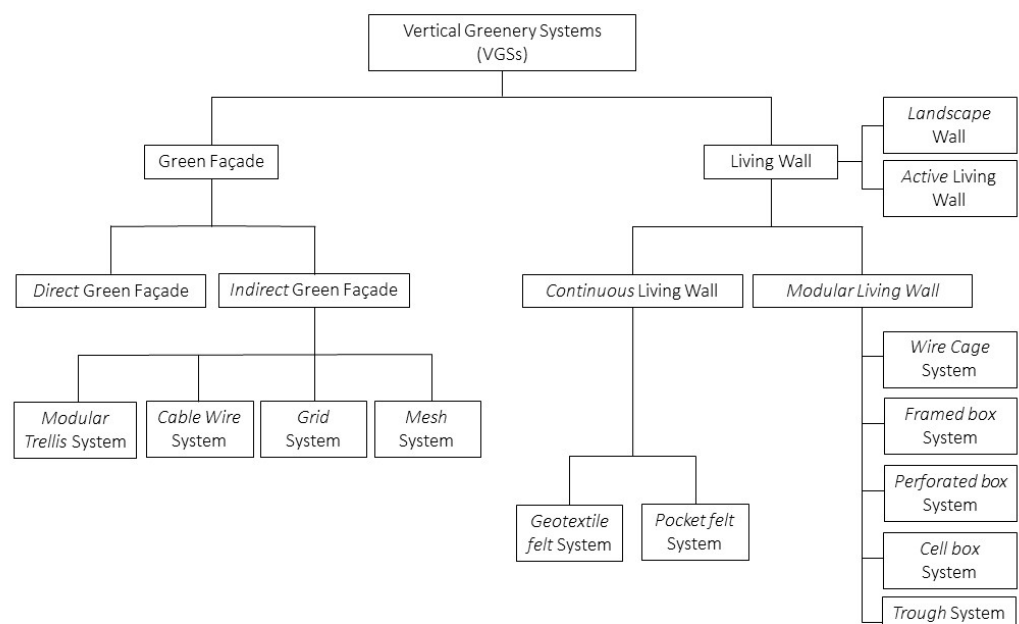 Vertical Greenery Systems
(VGSs)
Landscape
Wall
Green Façade
Living Wall
Active Living
Wall
Direct Green Façade
Indirect Green Façade
Continuous Living Wall
Modular Living Wall
Wire Cage
System
Modular
Trellis System
Cable Wire
System
Grid
System
Mesh
System
Framed box
System
Perforated box
System
Geotextile
felt System
Pocket felt
System
Cell box
System
Trough System